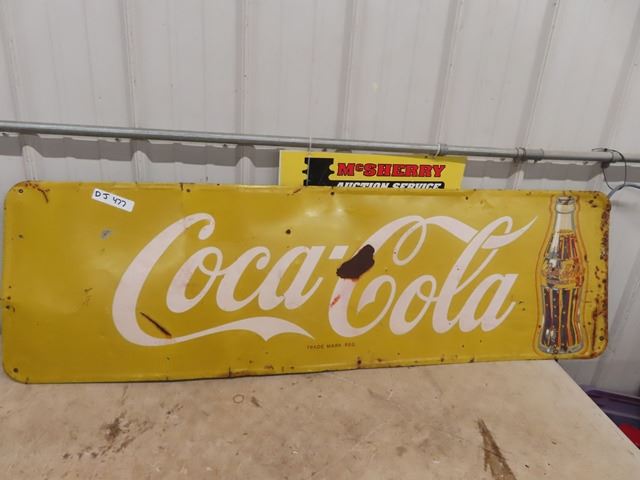 McSHERRY
AUCTION SERVICE
DJ 477
Coca-Cola
TRADE MARK REG.